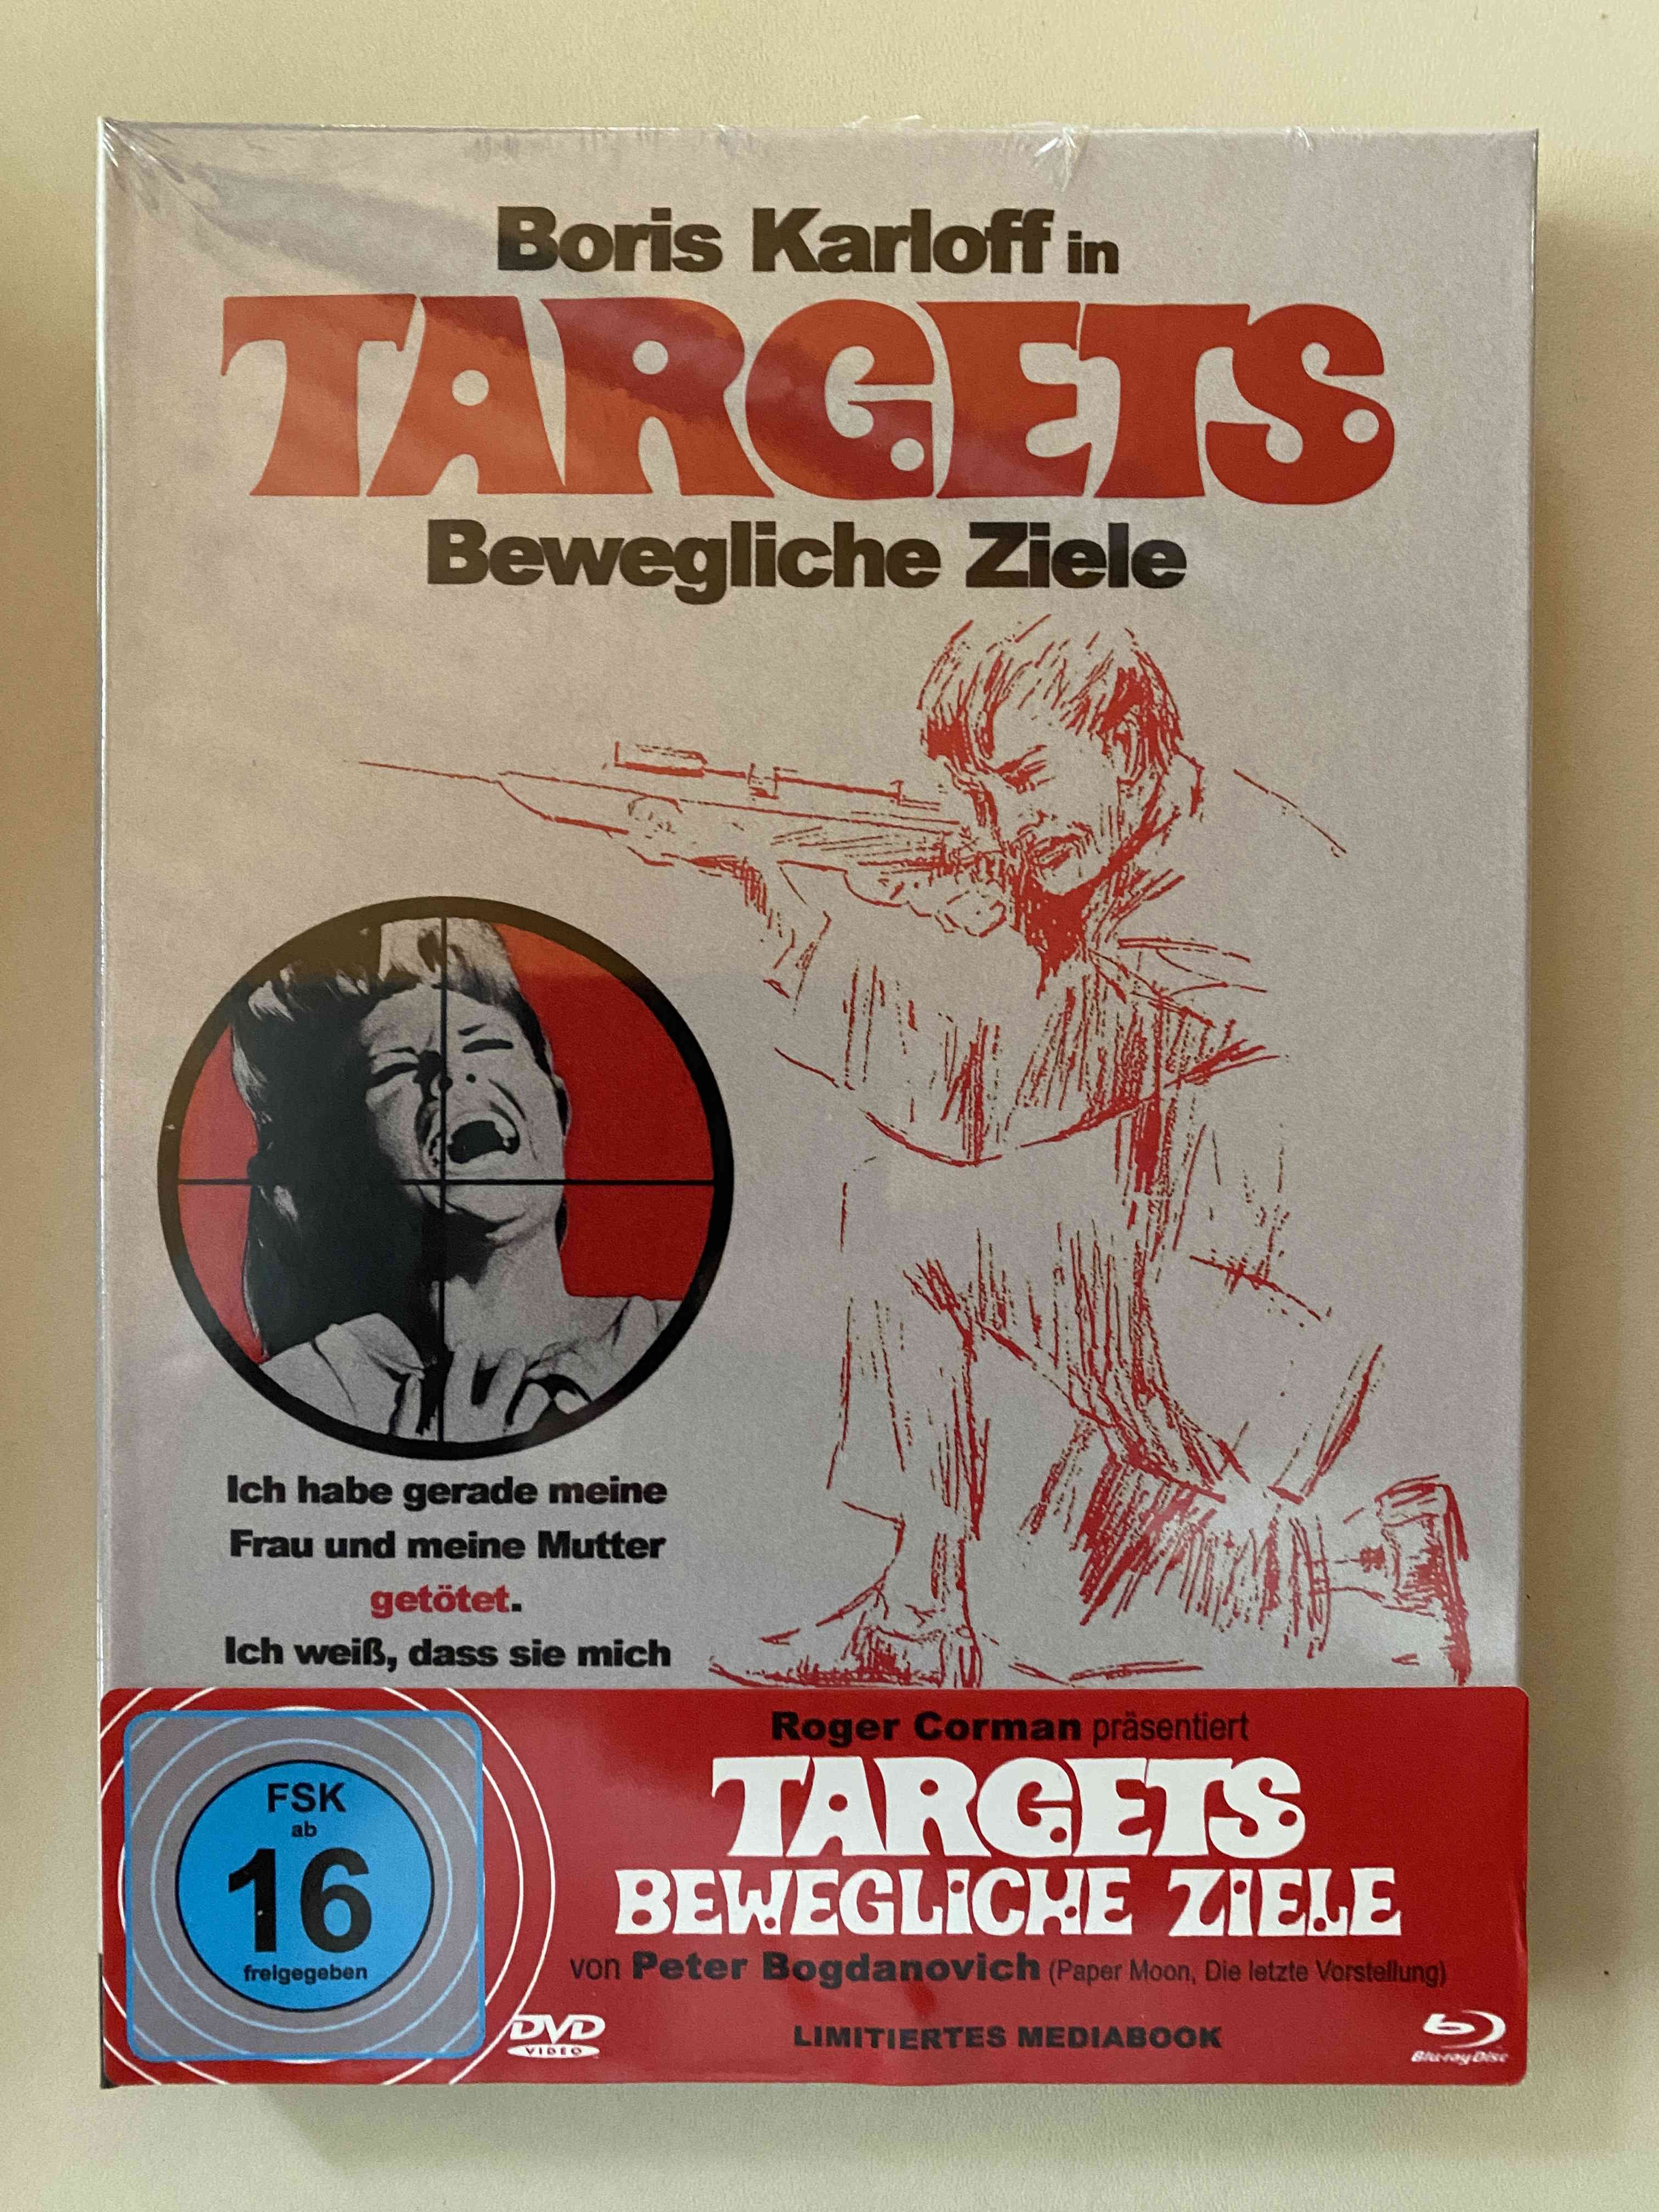 Boris Karloff in
TARGETS
Bewegliche Ziele
Ich habe gerade meine
Frau und meine Mutter
getötet.
Ich weiß, dass sie mich
Roger Corman präsentiert
TARGETS
BEWEGLICHE ZIELE
von Peter Bogdanovich (Paper Moon, Die letzte Vorstellung)
FSK
ab
16
freigegeben
DVD
VIDEO
LIMITIERTES MEDIABOOK
Blu-ray Disc